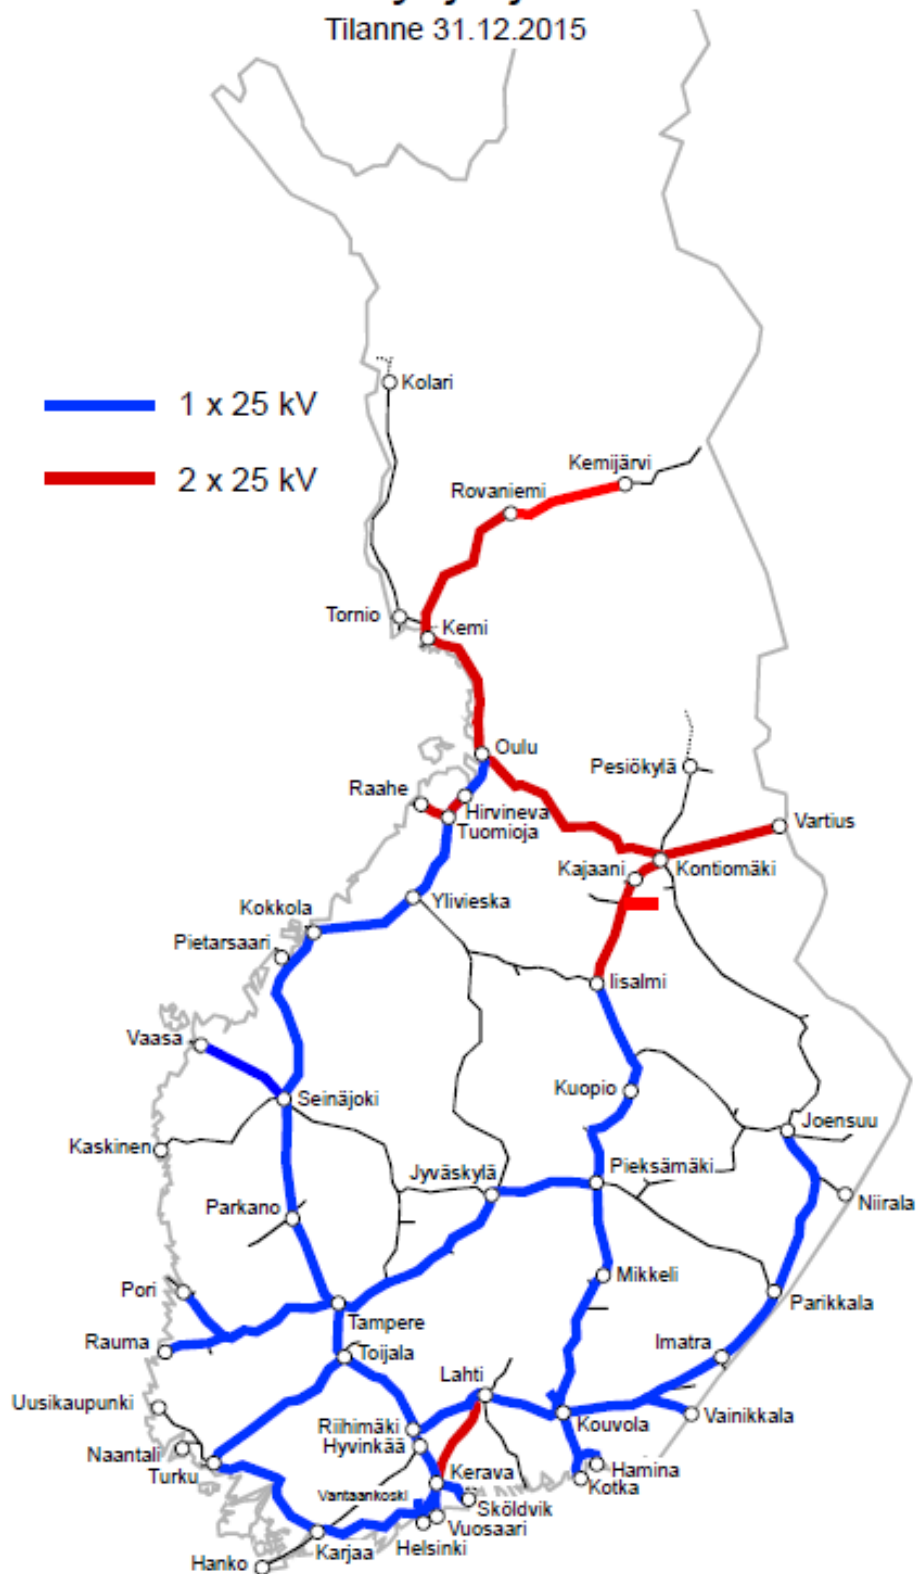 Tilanne 31.12.2015
Kolari
1 x 25 kV
Kemijärvi
2 x 25 kV
Rovaniemi
Tornio
Kemi
Oulu
Pesiökylä
Raahe
Hirvineva
Vartius
Tuomioja
Kajaani
Kontiomäki
Ylivieska
Kokkola
Pietarsaari
Iisalmi
Vaasa
Kuopio
Seinäjoki
Joensuu
Kaskinen
Jyväskylä
Pieksämäki
Niirala
Parkano
Mikkeli
Pori
Parikkala
Tampere
Rauma
Imatra
Toijala
Lahti
Uusikaupunki
Vainikkala
Kouvola
Riihimäki
Hyvinkää
Naantali
Turku
Kerava
Hamina
Kotka
Vantaankoski
Sköldvik
Vuosaari
Helsinki
Karjaa
Hanko